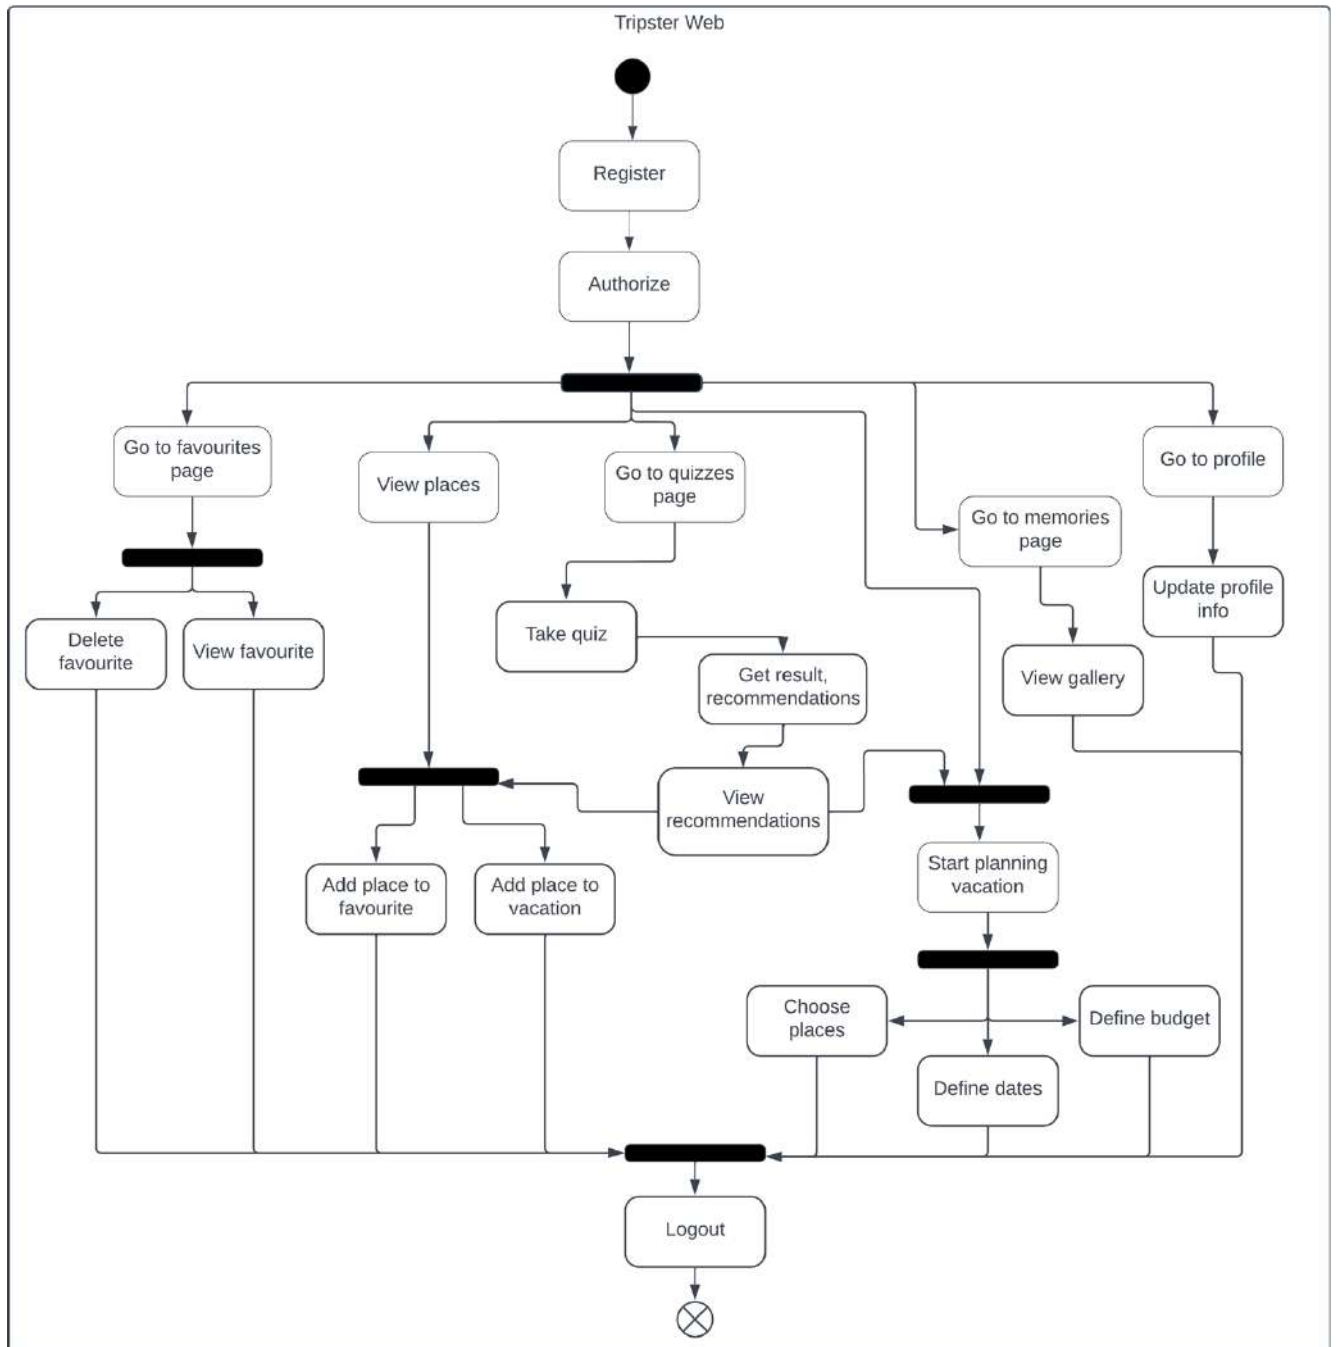 Tripster Web
Register
Authorize
Go to favourites
page
View places
Go to quizzes
page
Go to memories
page
Go to profile
Update profile
info
Delete
favourite
View favourite
Take quiz
Get result,
recommendations
View gallery
View
recommendations
Add place to
favourite
Add place to
vacation
Start planning
vacation
Choose
places
Define dates
Define budget
Logout